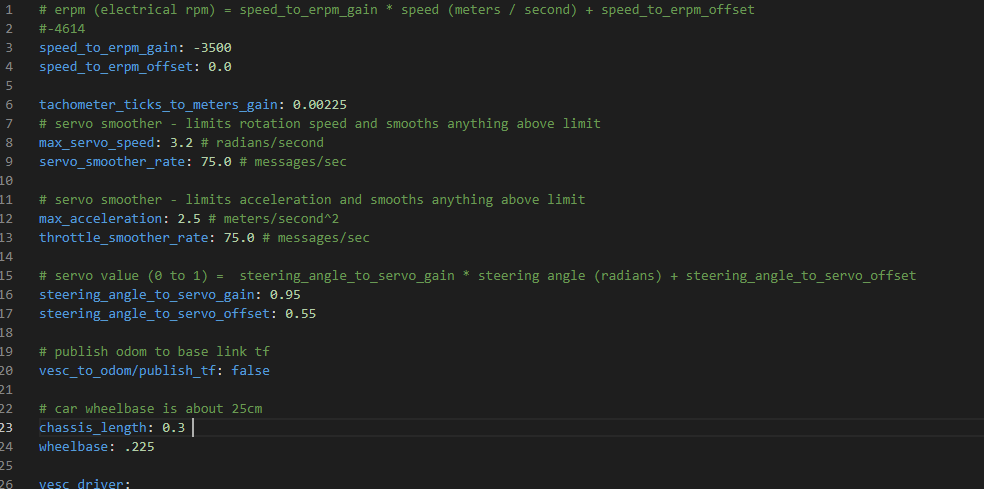 1 # erpm (electrical rpm) = speed_to_erpm_gain * speed (meters / second) + speed_to_erpm_offset
2 #-4614
3 speed_to_erpm_gain: -3500
4 speed_to_erpm_offset: 0.0
5
6 tachometer_ticks_to_meters_gain: 0.00225
7 # servo smoother - limits rotation speed and smooths anything above limit
8 max_servo_speed: 3.2 # radians/second
9 servo_smoother_rate: 75.0 # messages/sec
10
11 # servo smoother - limits acceleration and smooths anything above limit
12 max_acceleration: 2.5 # meters/second^2
13 throttle_smoother_rate: 75.0 # messages/sec
14
15 # servo value (0 to 1) =  steering_angle_to_servo_gain * steering angle (radians) + steering_angle_to_servo_offset
16 steering_angle_to_servo_gain: 0.95
17 steering_angle_to_servo_offset: 0.55
18
19 # publish odom to base link tf
20 vesc_to_odom/publish_tf: false
21
22 # car wheelbase is about 25cm
23 chassis_length: 0.3
24 wheelbase: .225
25
26 vesc_driver: